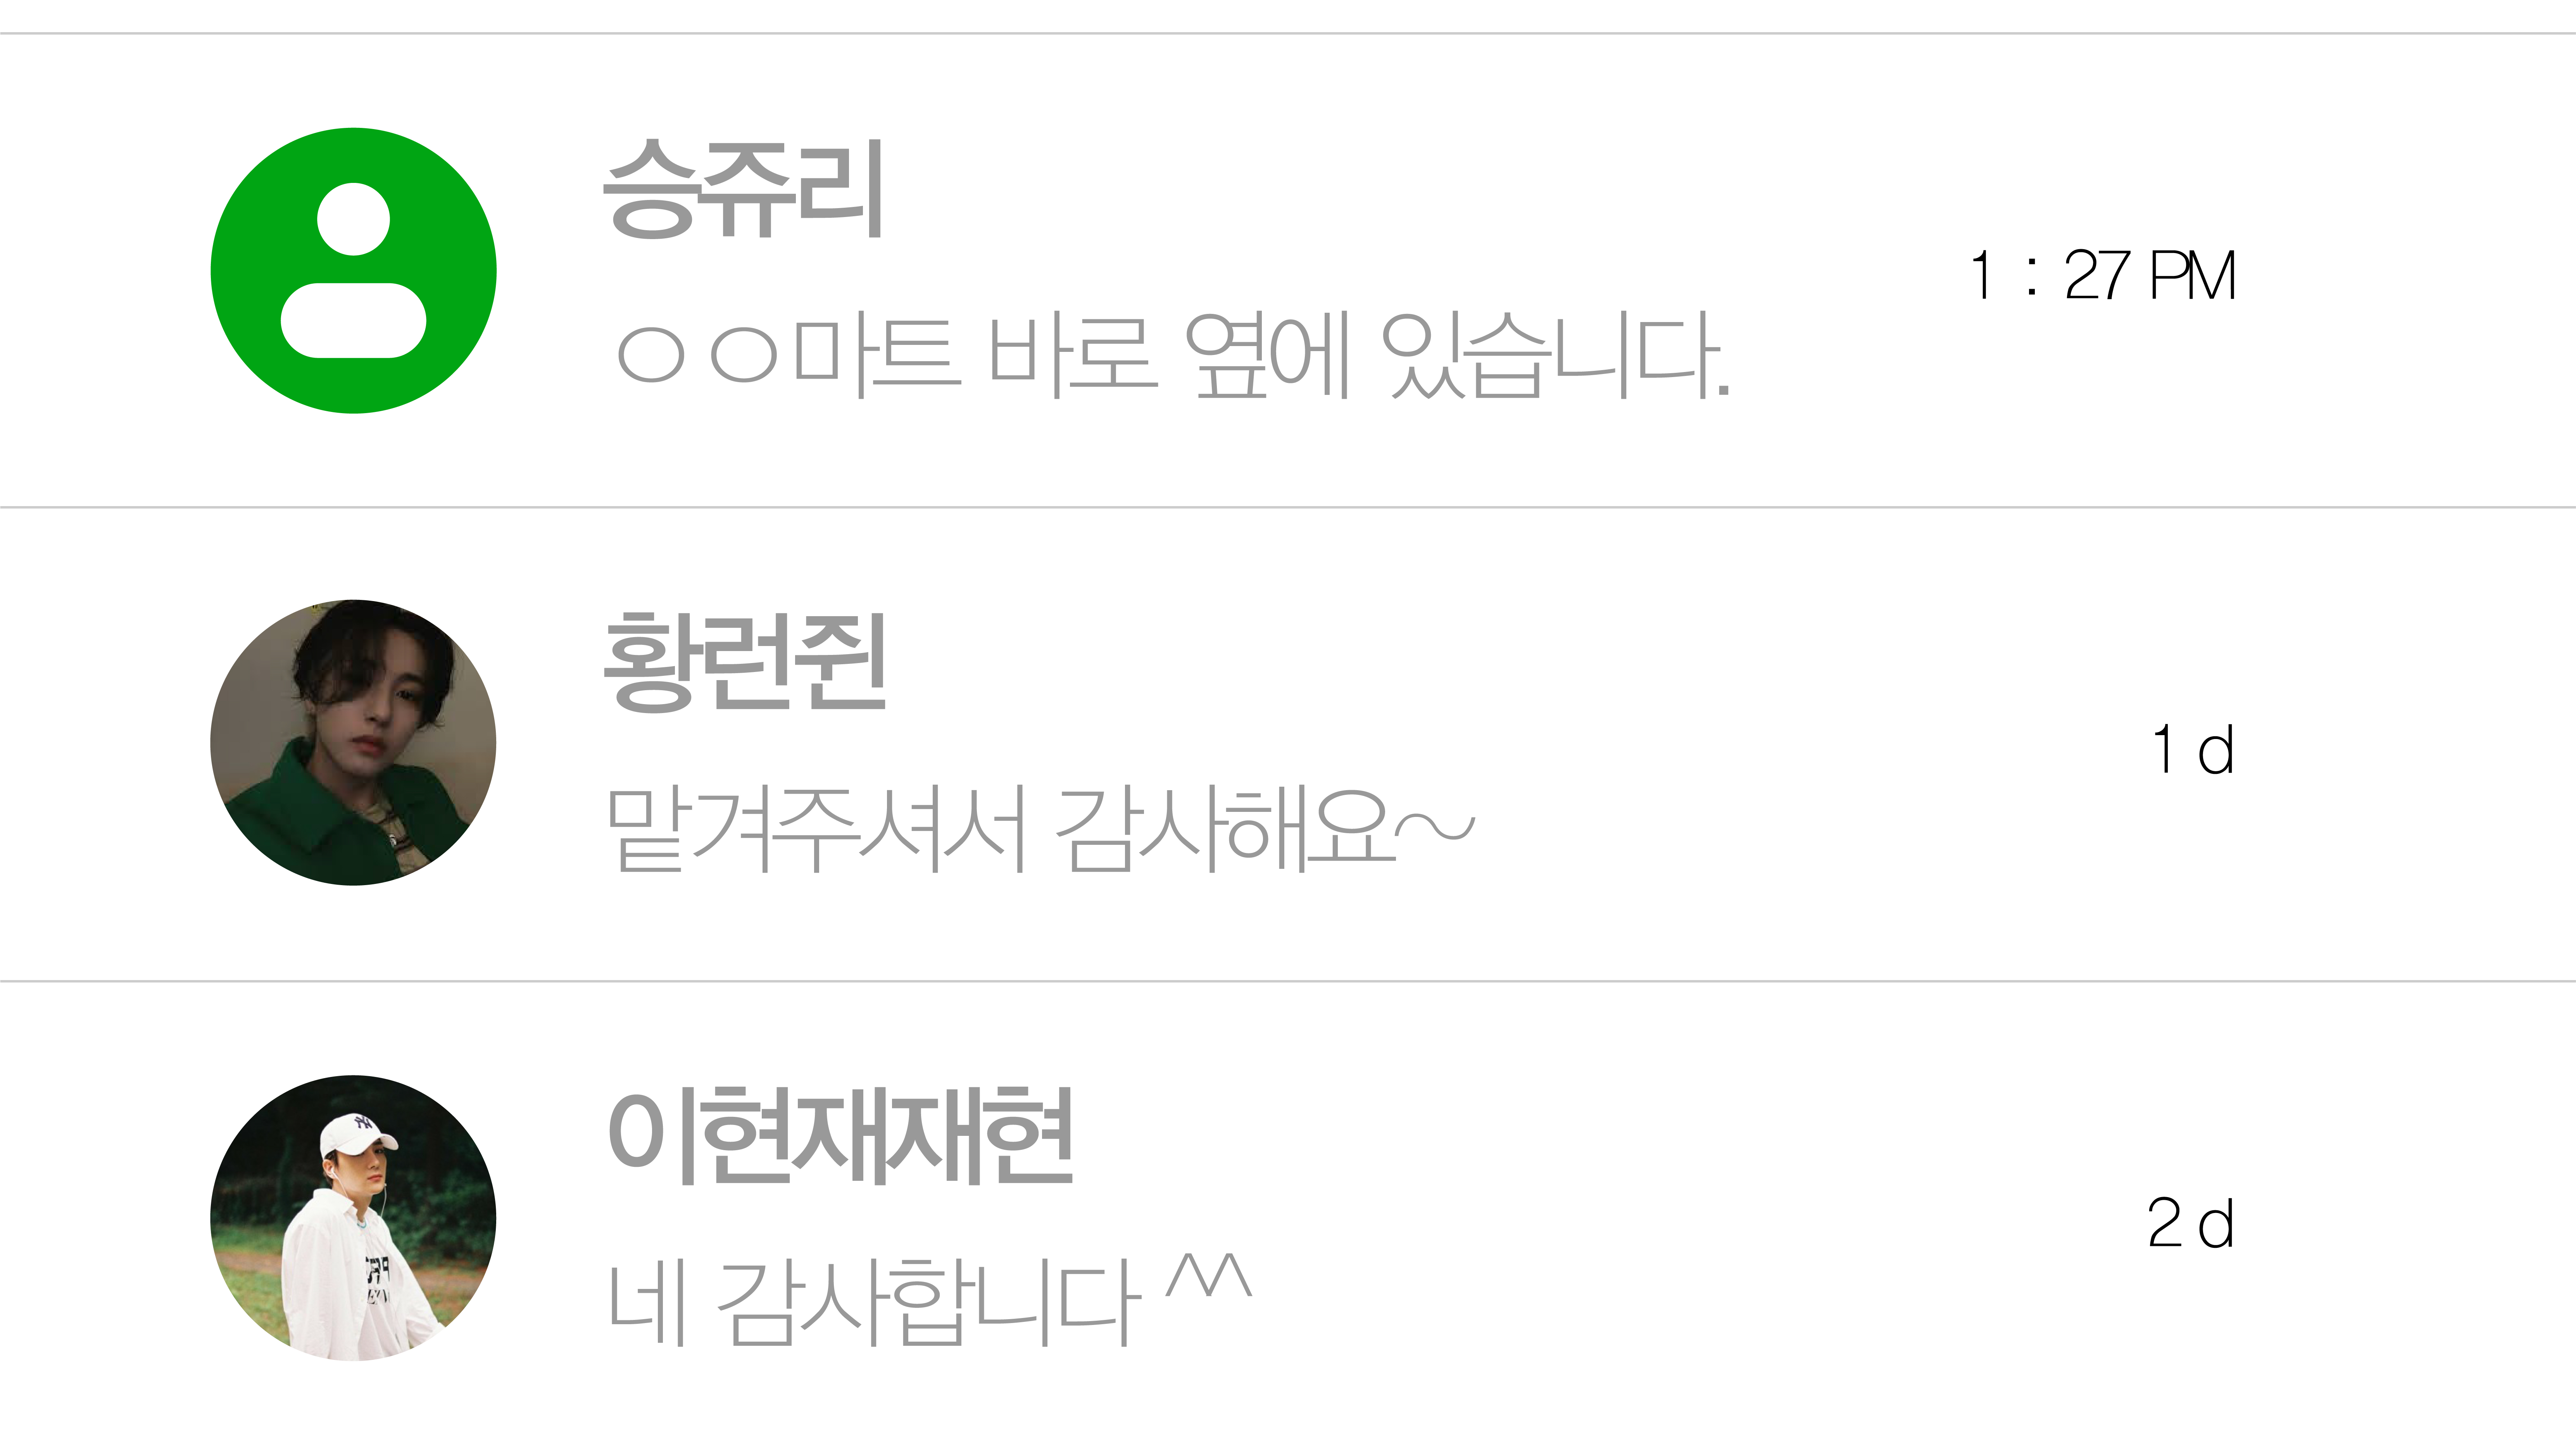 승쥬리
ㅇㅇ마트 바로 옆에 있습니다.
1 : 27 PM
황런쥔
맡겨주셔서 감사해요~
1 d
이현재재현
네 감사합니다 ^^
2 d